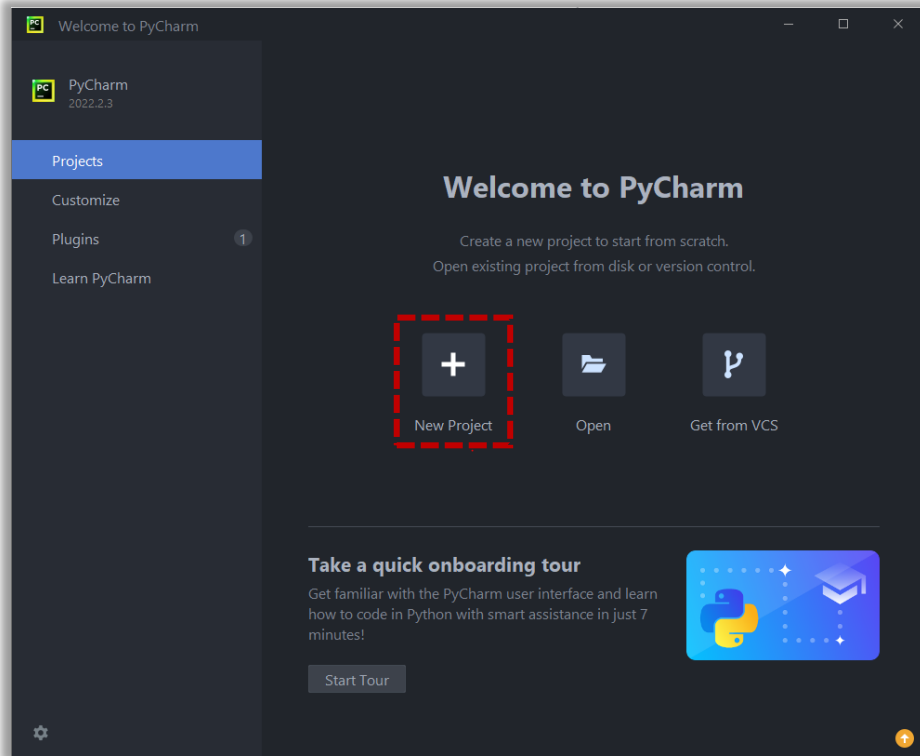 Welcome to PyCharm
PyCharm
2022.2.3
Projects
Customize
Plugins 1
Learn PyCharm
Welcome to PyCharm
Create a new project to start from scratch.
Open existing project from disk or version control.
New Project
Open
Get from VCS
Take a quick onboarding tour
Get familiar with the PyCharm user interface and learn
how to code in Python with smart assistance in just 7
minutes!
Start Tour